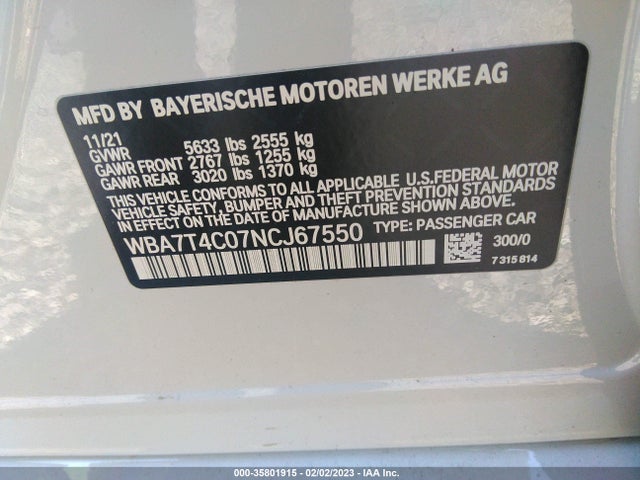 MFD BY BAYERISCHE MOTOREN WERKE AG
11/21
GVWR 5633 lbs 2555 kg
GAWR FRONT 2767 lbs 1255 kg
GAWR REAR 3020 lbs 1370 kg
THIS VEHICLE CONFORMS TO ALL APPLICABLE U.S.FEDERAL MOTOR
VEHICLE SAFETY, BUMPER AND THEFT PREVENTION STANDARDS
IN EFFECT ON THE DATE OF MANUFACTURE SHOWN ABOVE.
WBA7T4C07NCJ67550 TYPE: PASSENGER CAR
300/0
7 315 814
000-35801915 - 02/02/2023 - IAA Inc.